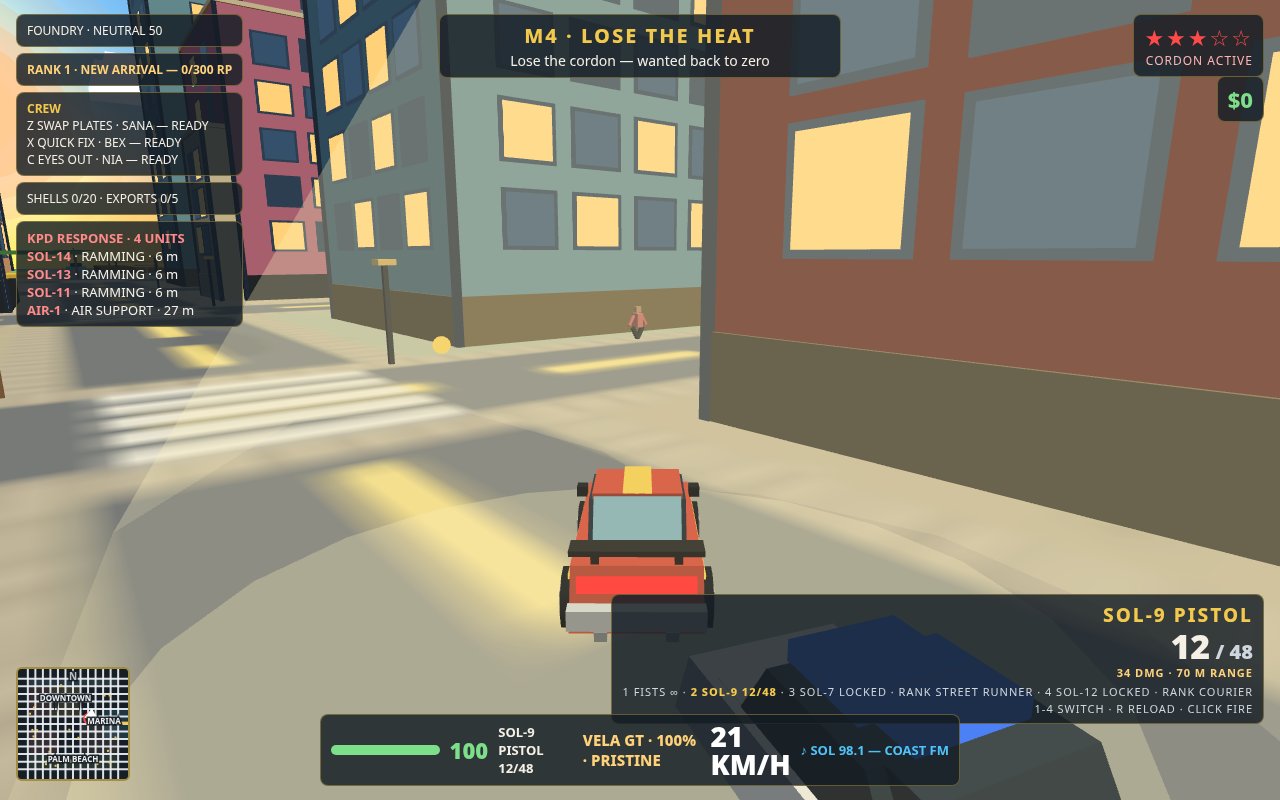 FOUNDRY · NEUTRAL 50
RANK 1 · NEW ARRIVAL — 0/300 RP
CREW
Z SWAP PLATES · SANA — READY
X QUICK FIX · BEX — READY
C EYES OUT · NIA — READY
SHELLS 0/20 · EXPORTS 0/5
KPD RESPONSE · 4 UNITS
SOL-14 · RAMMING · 6 m
SOL-13 · RAMMING · 6 m
SOL-11 · RAMMING · 6 m
AIR-1 · AIR SUPPORT · 27 m
M4 · LOSE THE HEAT
Lose the cordon — wanted back to zero
★★★☆☆
CORDON ACTIVE
$0
SOL-9 PISTOL
12 / 48
34 DMG · 70 M RANGE
1 FISTS ∞ · 2 SOL-9 12/48 · 3 SOL-7 LOCKED · RANK STREET RUNNER · 4 SOL-12 LOCKED · RANK COURIER
1-4 SWITCH · R RELOAD · CLICK FIRE
N
DOWNTOWN
MARINA
PALM BEACH
100
SOL-9
PISTOL
12/48
VELA GT · 100%
· PRISTINE
21
KM/H
♪ SOL 98.1 — COAST FM